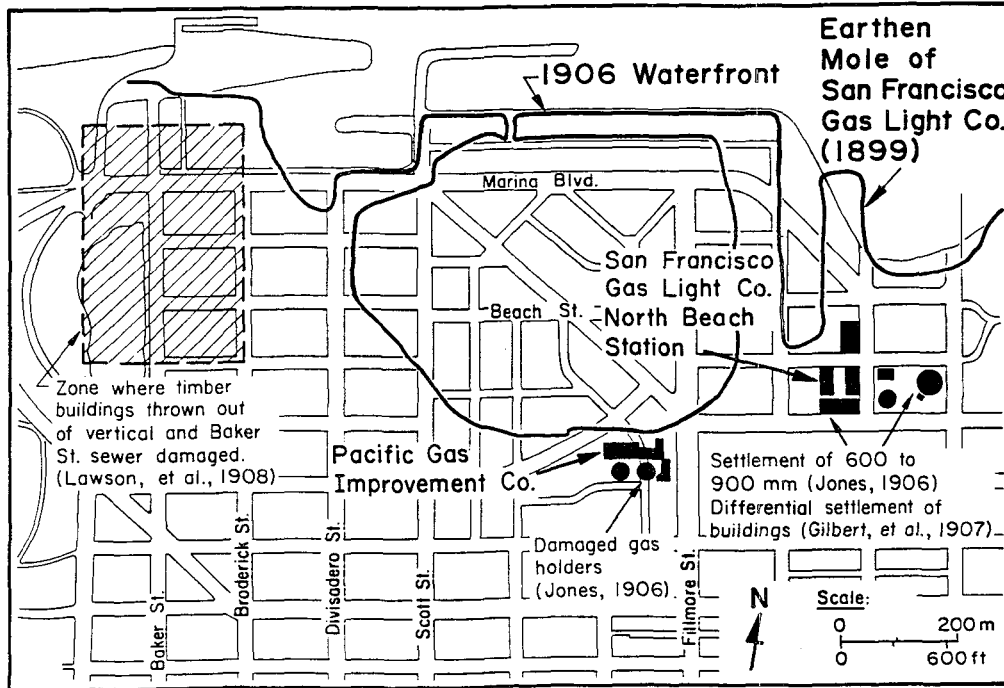 Earthen
Mole of
San Francisco
Gas Light Co.
(1899)
1906 Waterfront
Marina Blvd.
San Francisco
Gas Light Co.
North Beach
Station
Beach St.
Zone where timber
buildings thrown out
of vertical and Baker
St. sewer damaged.
(Lawson, et al., 1908)
Pacific Gas
Improvement Co.
Settlement of 600 to
900 mm (Jones, 1906)
Differential settlement of
buildings (Gilbert, et al., 1907)
Damaged gas
holders
(Jones, 1906)
Baker St.
Broderick St.
Divisadero St.
Scott St.
Fillmore St.
N
Scale:
0 200 m
0 600 ft